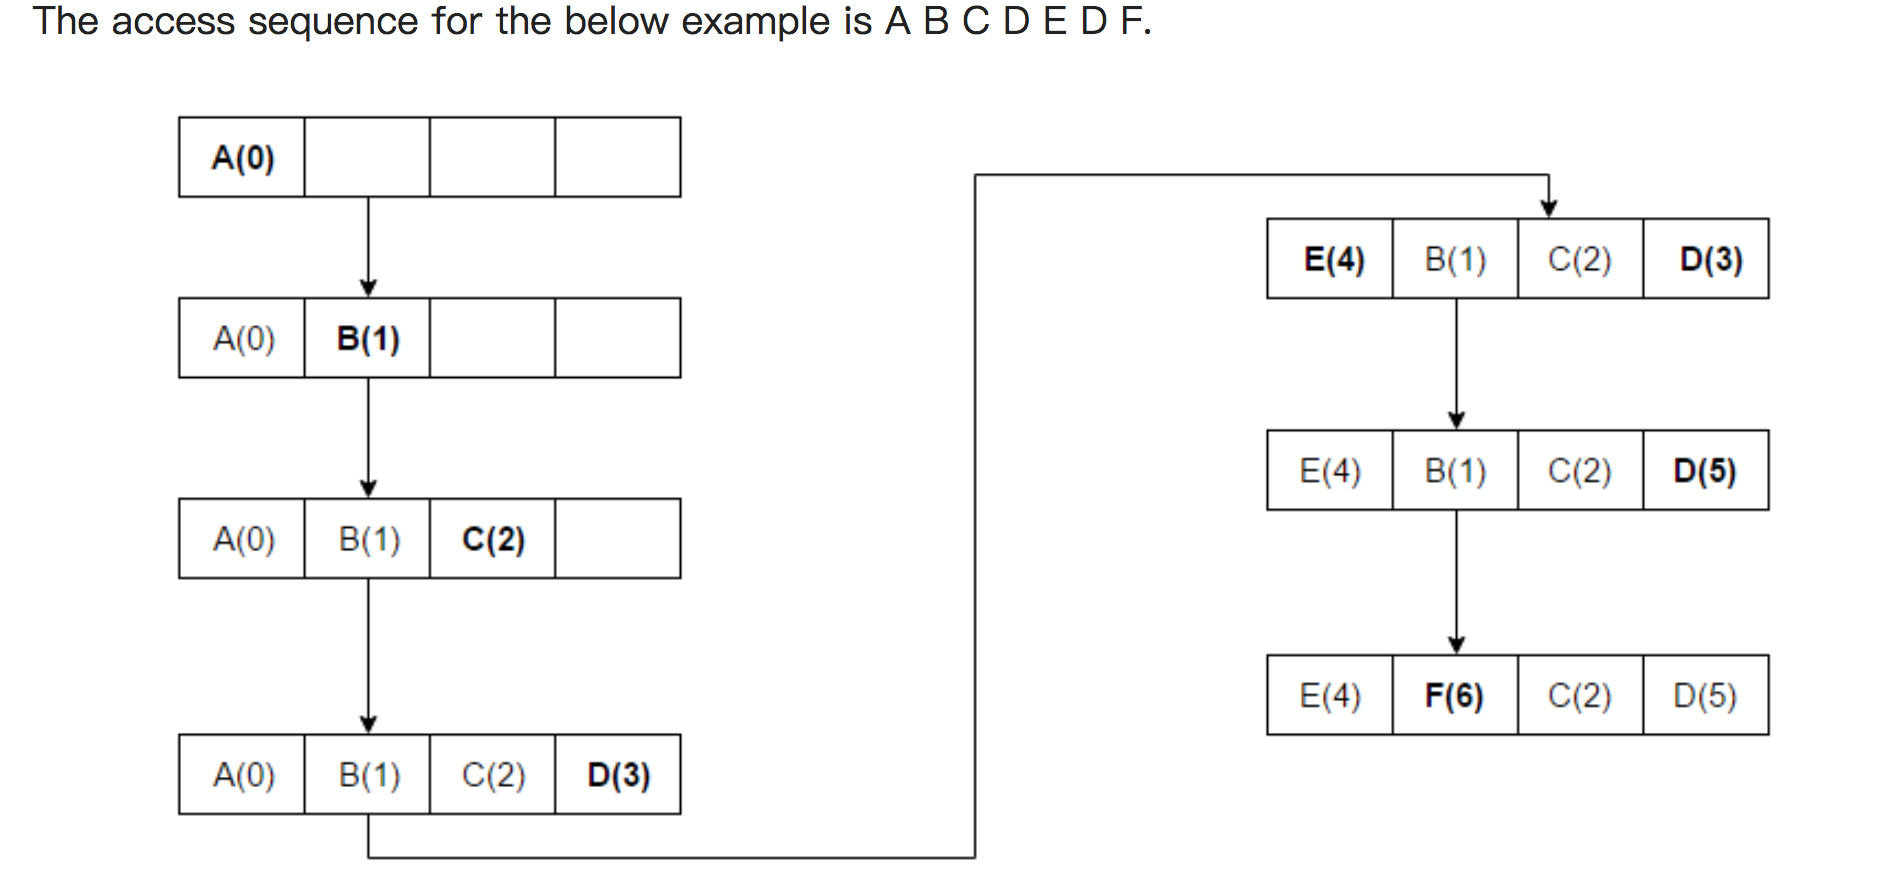 The access sequence for the below example is A B C D E D F.
A(0)
A(0) B(1)
A(0) B(1) C(2)
A(0) B(1) C(2) D(3)
E(4) B(1) C(2) D(3)
E(4) B(1) C(2) D(5)
E(4) F(6) C(2) D(5)